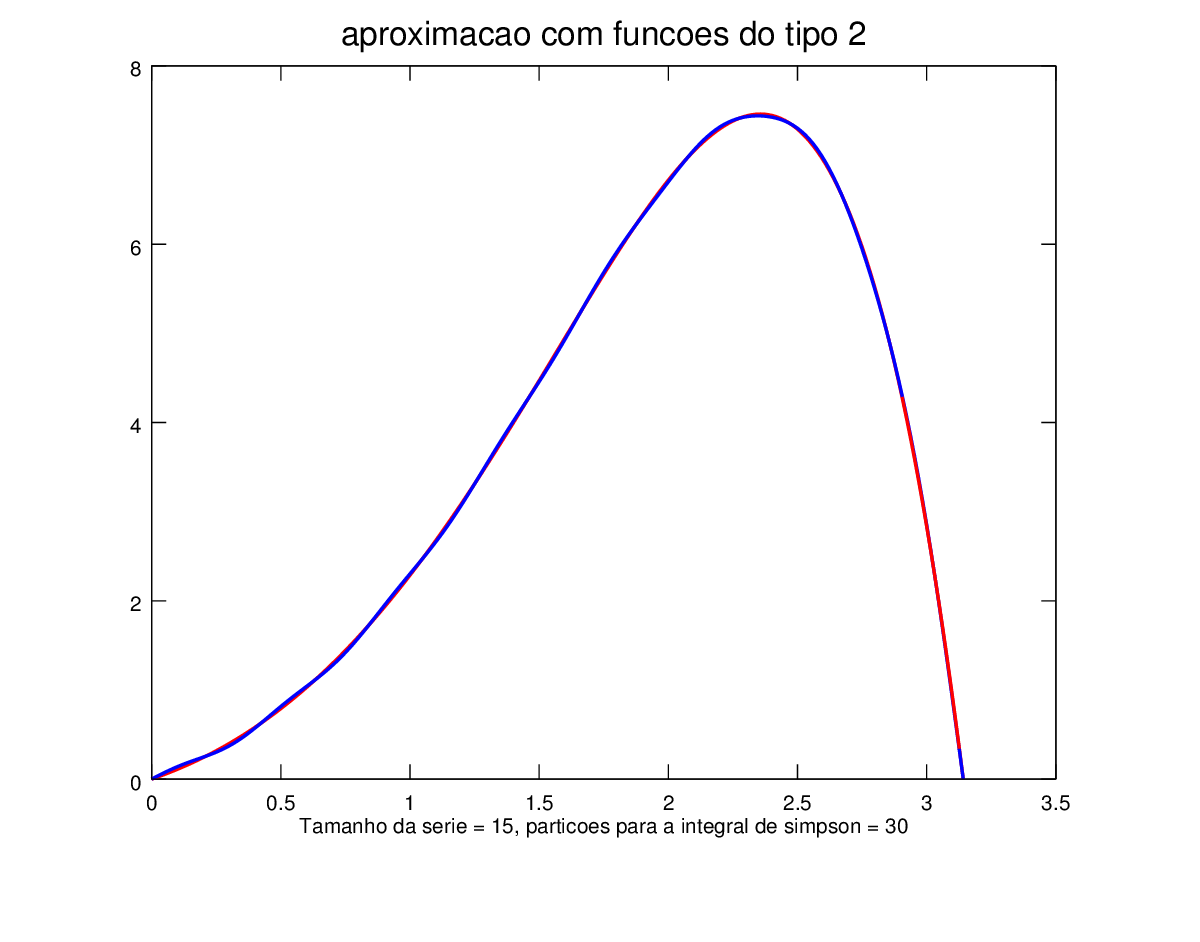 aproximacao com funcoes do tipo 2
8
6
4
2
0
0 0.5 1 1.5 2 2.5 3 3.5
Tamanho da serie = 15, particoes para a integral de simpson = 30